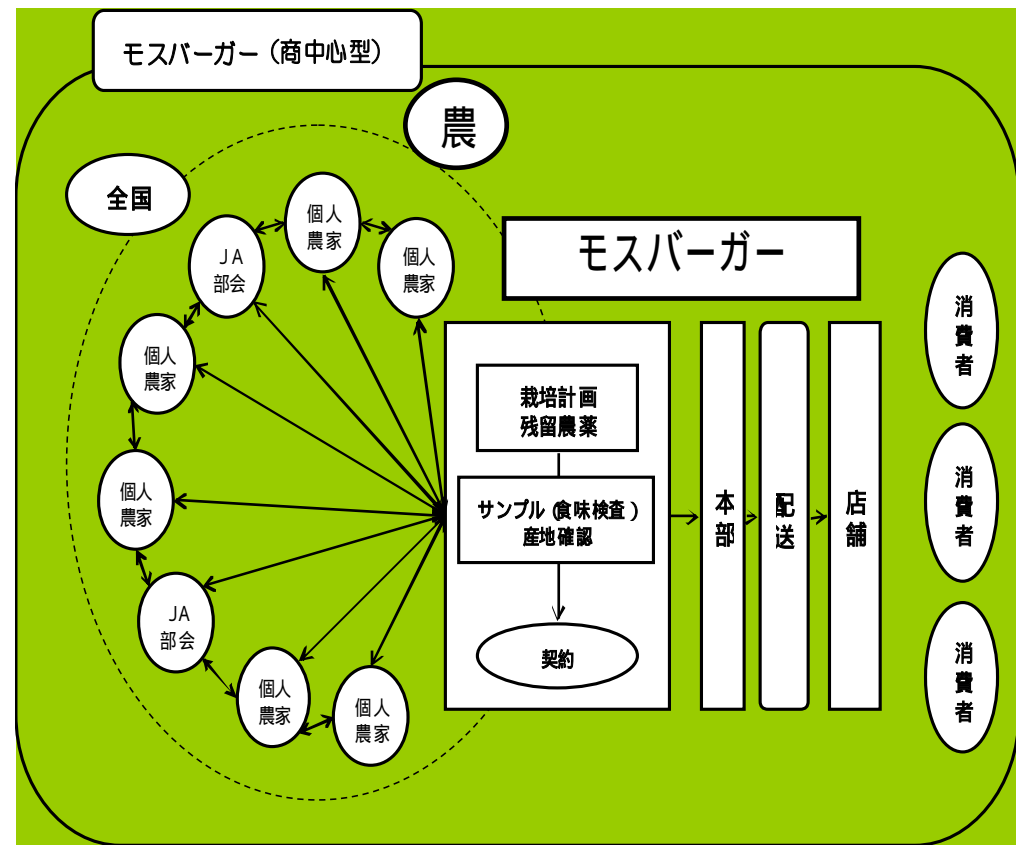 モスバーガー（商中心型）
農
全国
個人
農家
JA
部会
個人
農家
個人
農家
個人
農家
JA
部会
個人
農家
個人
農家
モスバーガー
栽培計画
残留農薬
サンプル（食味検査）
産地確認
契約
本部
配送
店舗
消費者
消費者
消費者